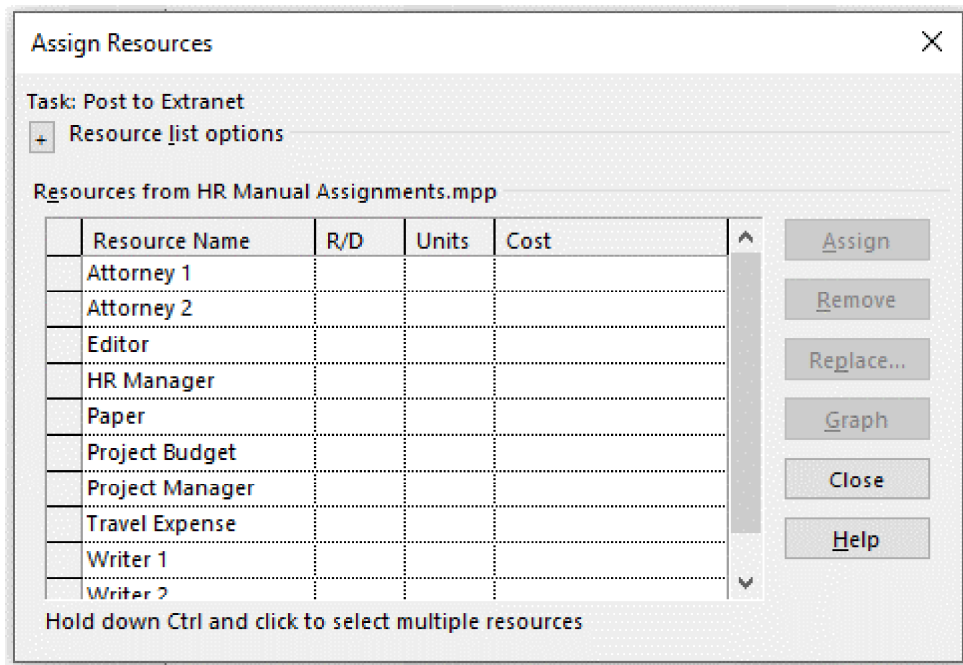 Assign Resources
Task: Post to Extranet
+ Resource list options
Resources from HR Manual Assignments.mpp
Resource Name R/D Units Cost
Attorney 1
Attorney 2
Editor
HR Manager
Paper
Project Budget
Project Manager
Travel Expense
Writer 1
Writer 2
Assign
Remove
Replace...
Graph
Close
Help
Hold down Ctrl and click to select multiple resources